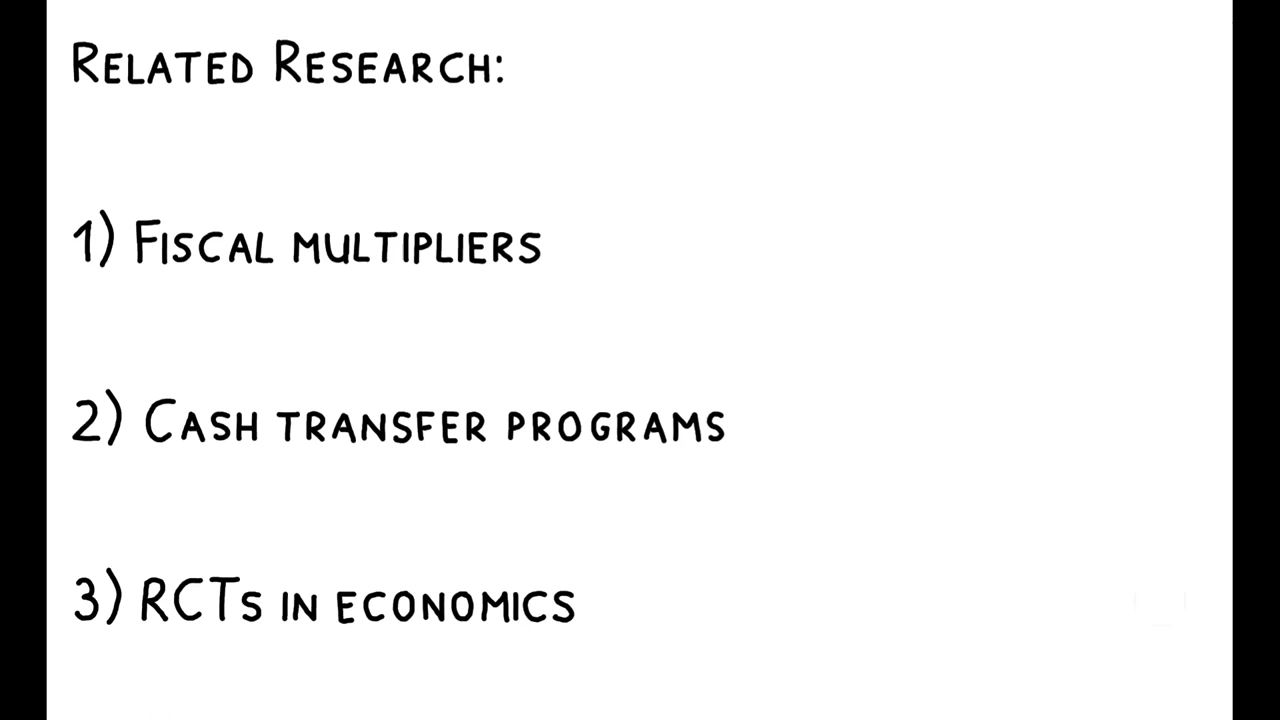 Related Research:
1) Fiscal multipliers
2) Cash transfer programs
3) RCTs in economics